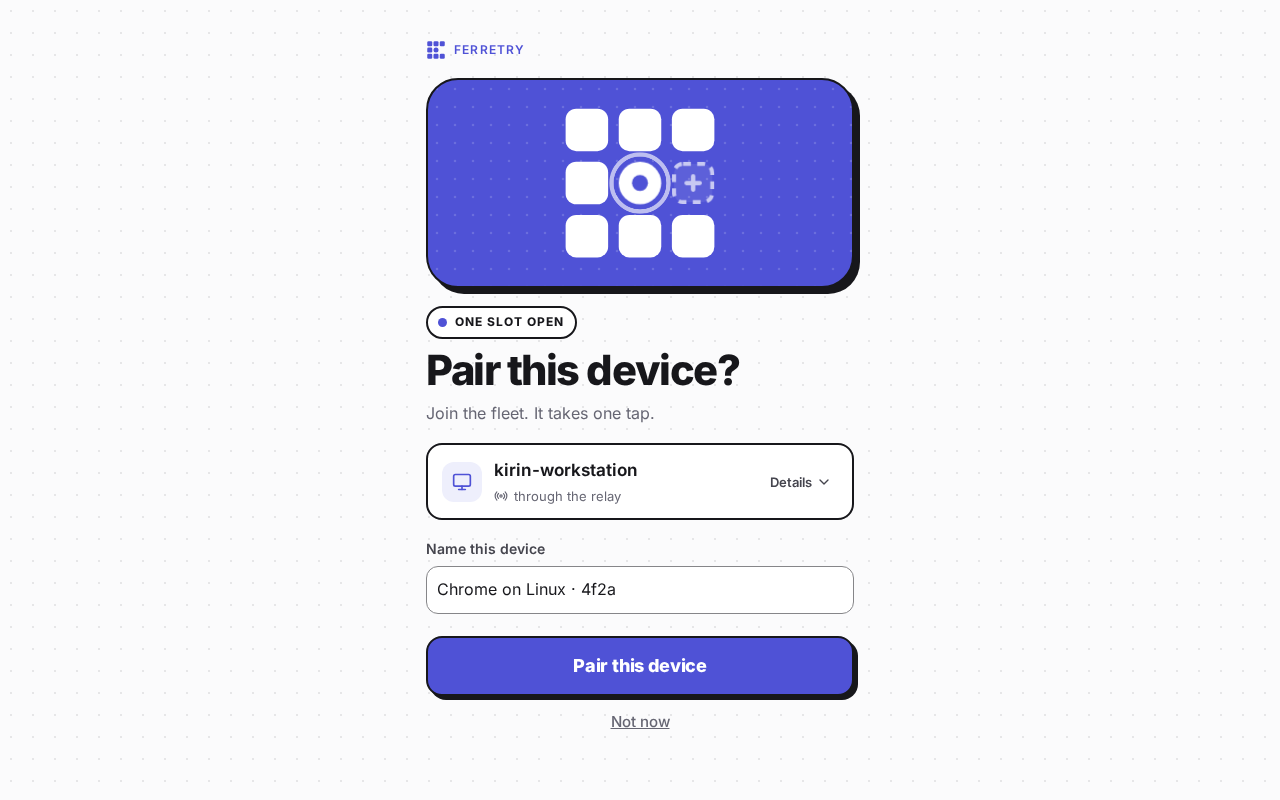 FERRETRY
ONE SLOT OPEN
Pair this device?
Join the fleet. It takes one tap.
kirin-workstation
through the relay
Details
Name this device
Chrome on Linux · 4f2a
Pair this device
Not now